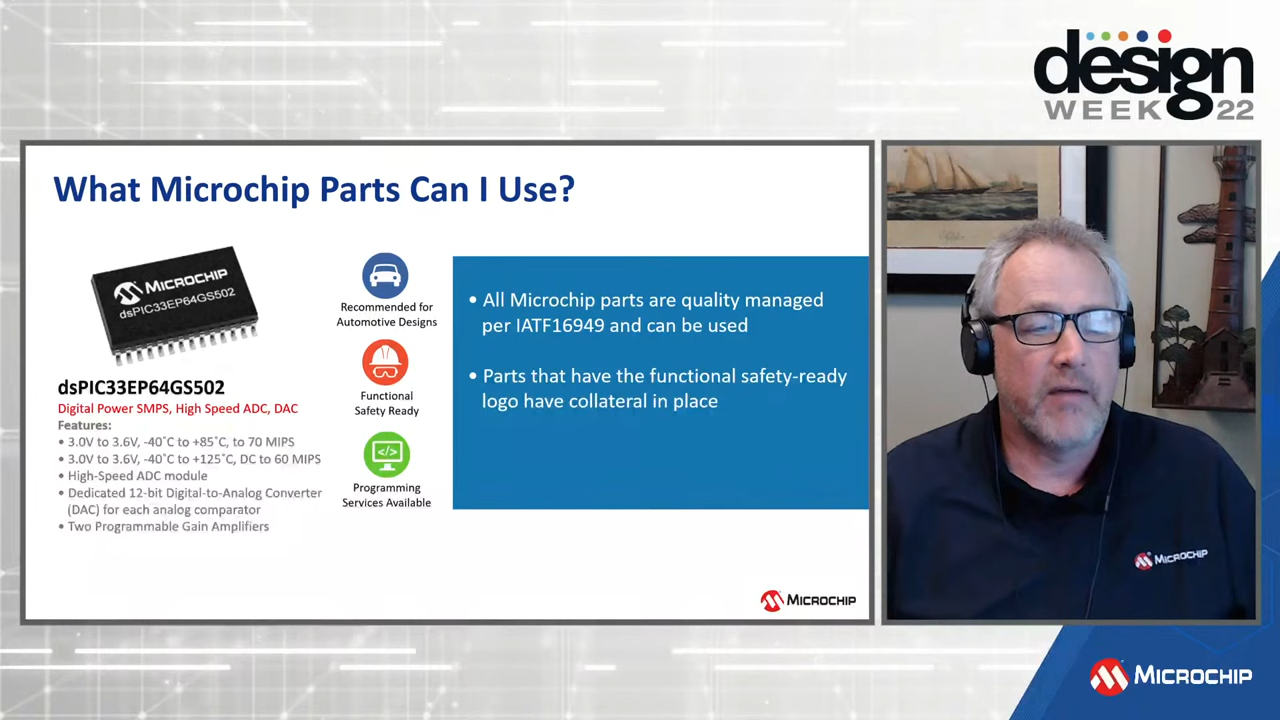 design
WEEK 22
What Microchip Parts Can I Use?
MICROCHIP
dsPIC33EP64GS502
dsPIC33EP64GS502
Digital Power SMPS, High Speed ADC, DAC
Features:
• 3.0V to 3.6V, -40˚C to +85˚C, to 70 MIPS
• 3.0V to 3.6V, -40˚C to +125˚C, DC to 60 MIPS
• High-Speed ADC module
• Dedicated 12-bit Digital-to-Analog Converter
(DAC) for each analog comparator
• Two Programmable Gain Amplifiers
Recommended for
Automotive Designs
Functional
Safety Ready
</>
Programming
Services Available
• All Microchip parts are quality managed
per IATF16949 and can be used
• Parts that have the functional safety-ready
logo have collateral in place
MICROCHIP
MICROCHIP
MICROCHIP